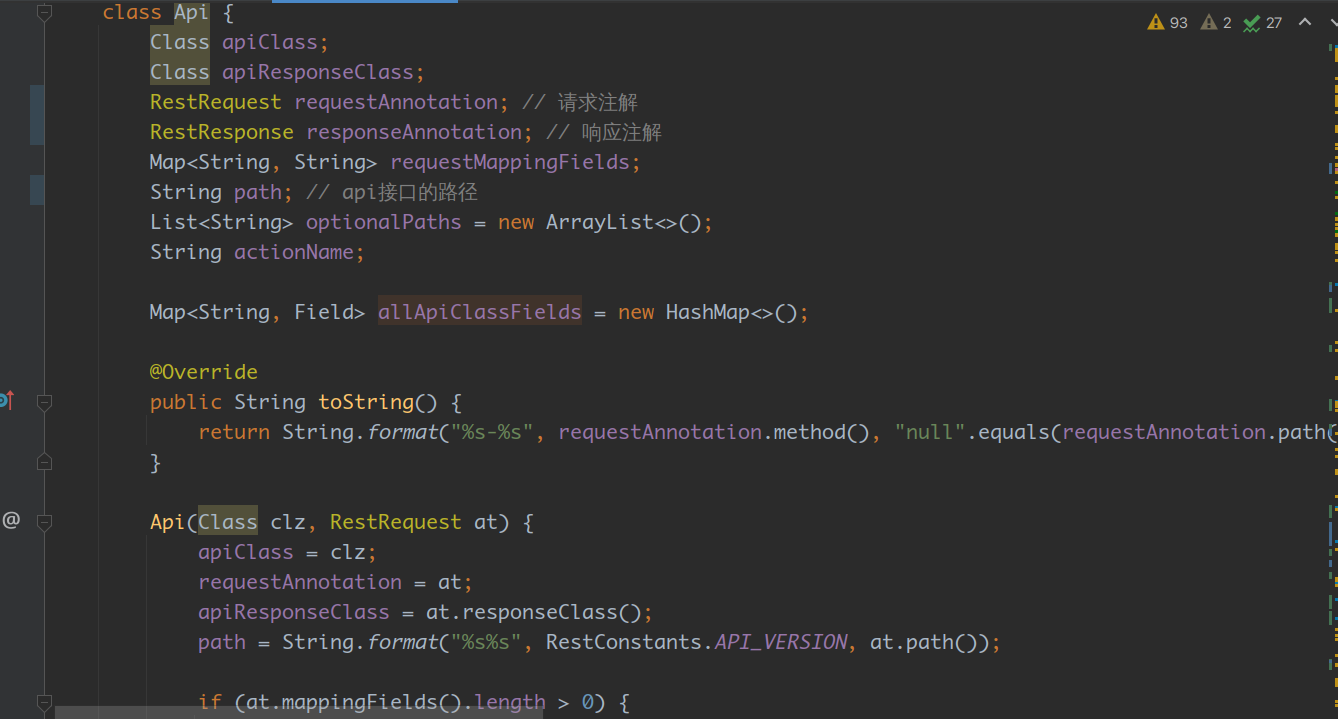 class Api {
93 2 27
Class apiClass;
Class apiResponseClass;
RestRequest requestAnnotation; // 请求注解
RestResponse responseAnnotation; // 响应注解
Map<String, String> requestMappingFields;
String path; // api接口的路径
List<String> optionalPaths = new ArrayList<>();
String actionName;
Map<String, Field> allApiClassFields = new HashMap<>();
@Override
public String toString() {
return String.format("%s-%s", requestAnnotation.method(), "null".equals(requestAnnotation.path(
}
@
Api(Class clz, RestRequest at) {
apiClass = clz;
requestAnnotation = at;
apiResponseClass = at.responseClass();
path = String.format("%s%s", RestConstants.API_VERSION, at.path());
if (at.mappingFields().length > 0) {